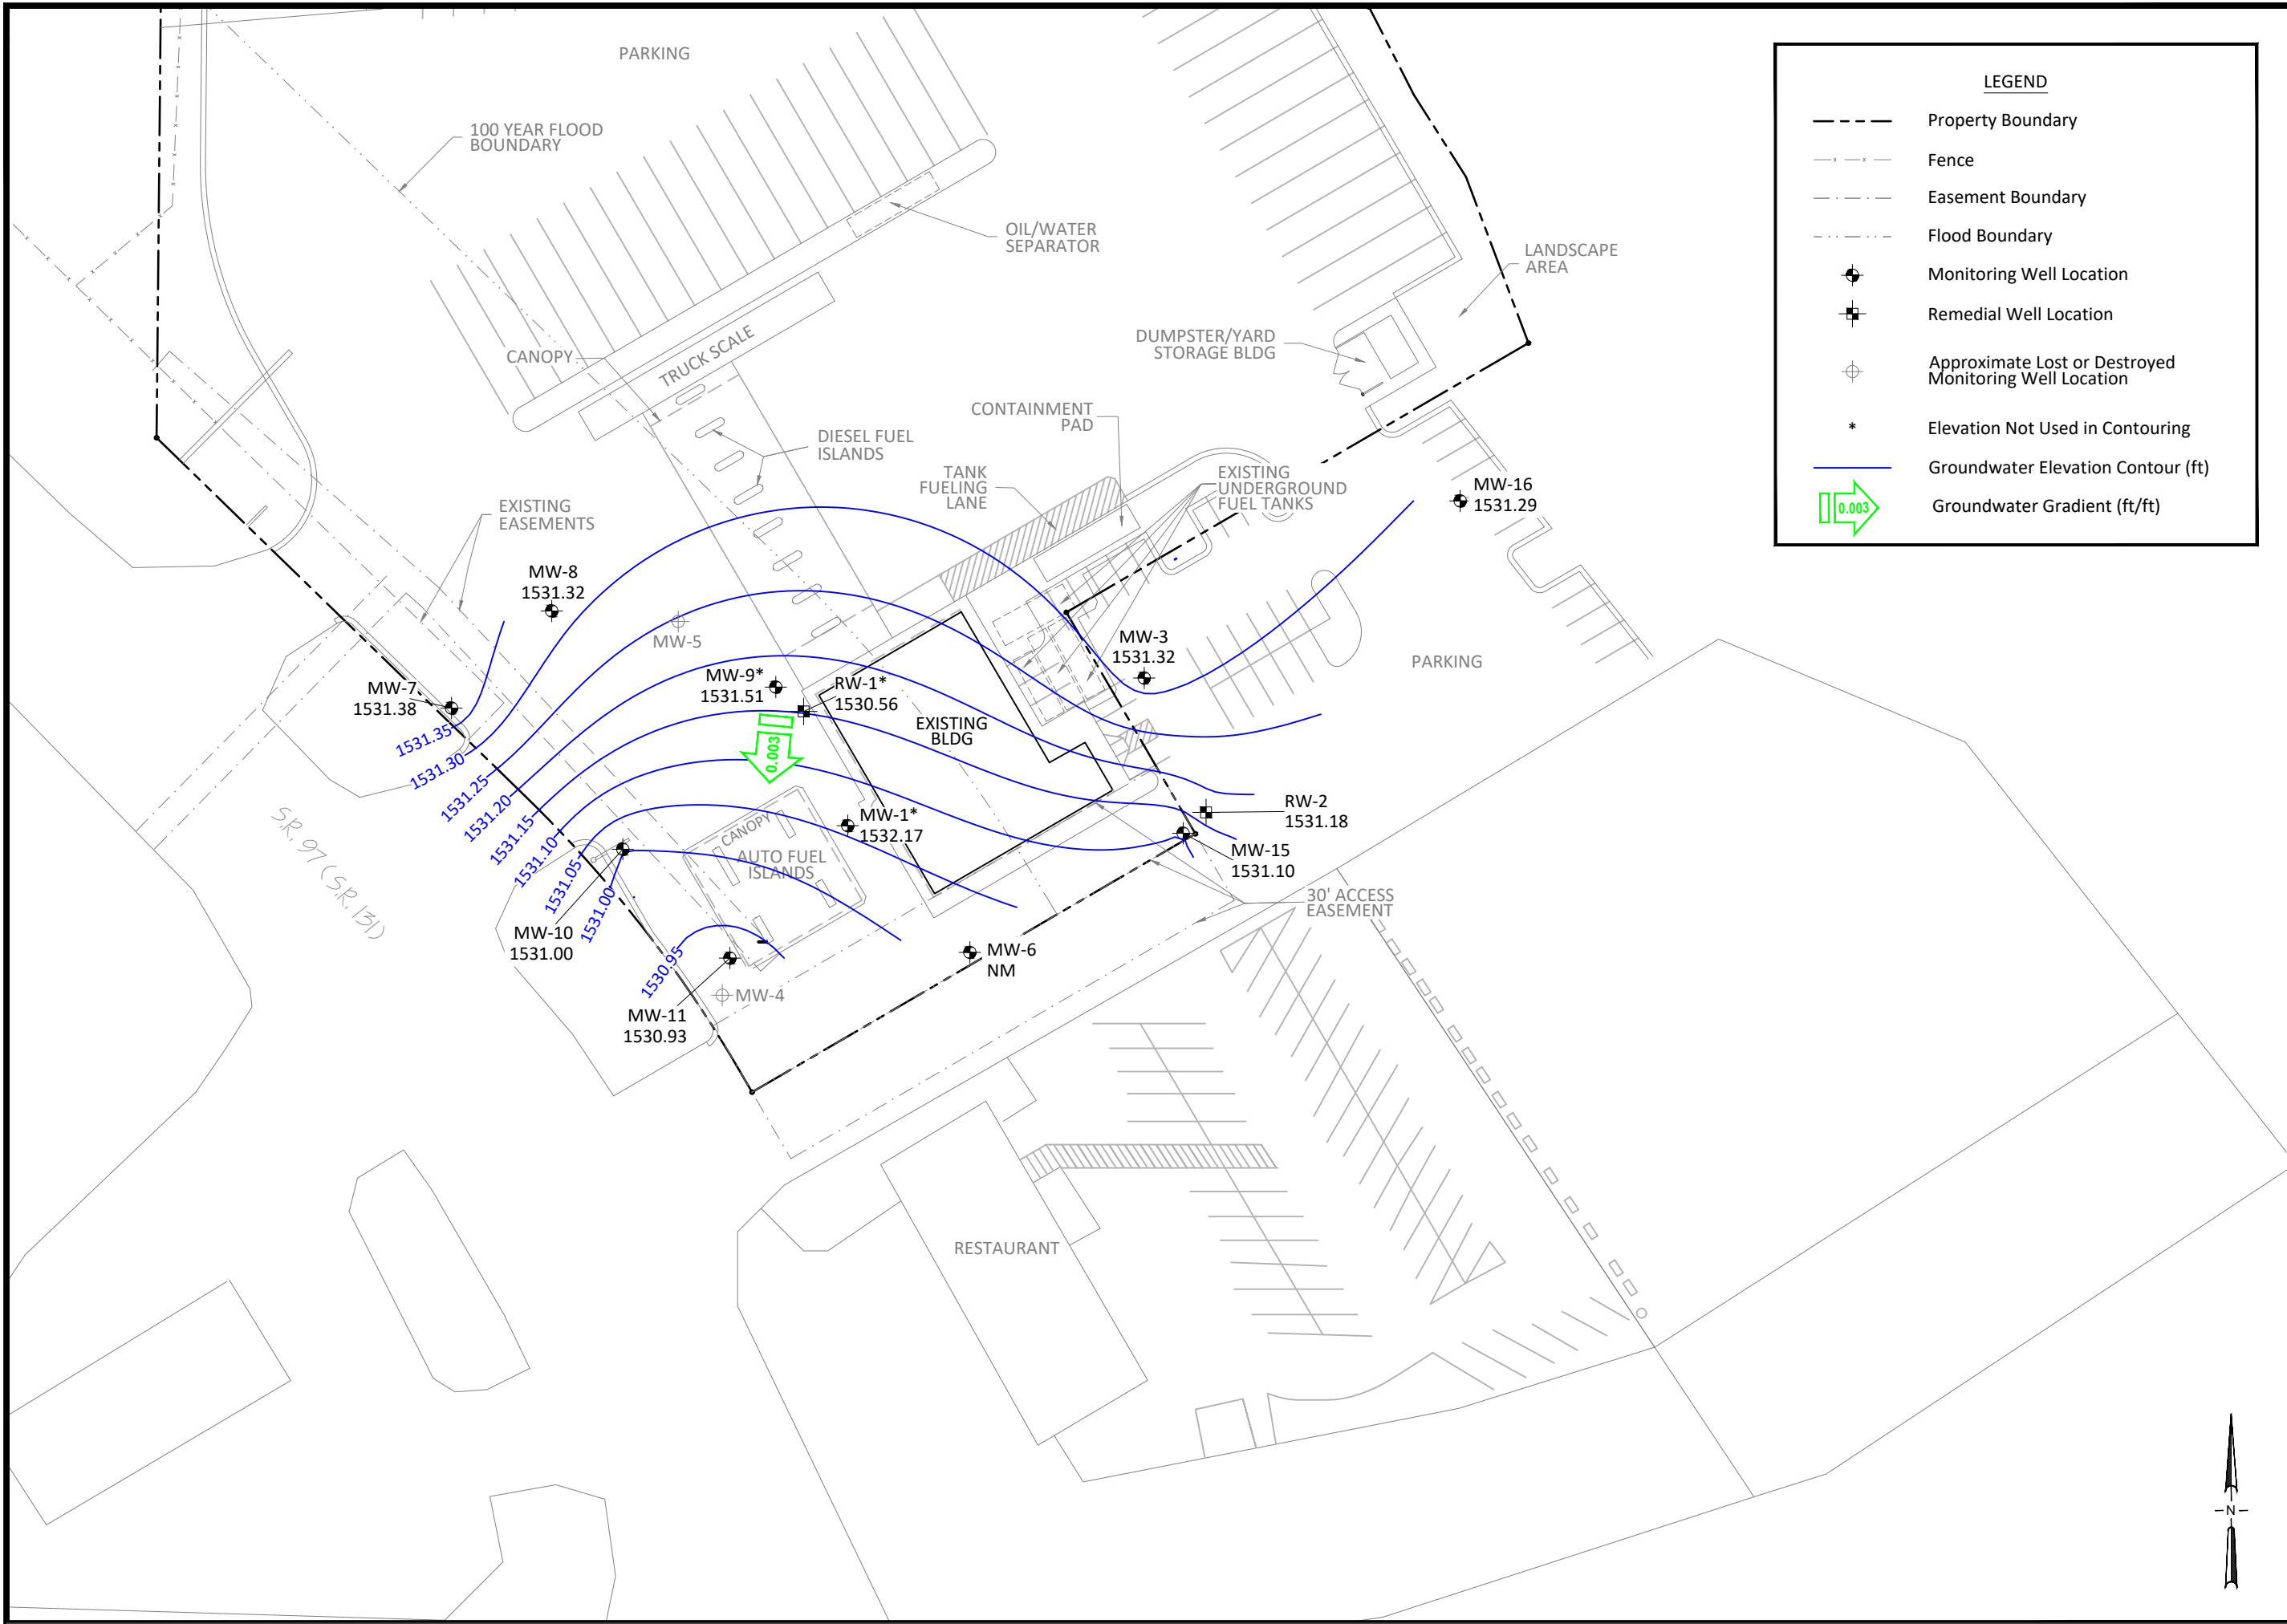 PARKING
100 YEAR FLOOD
BOUNDARY
OIL/WATER
SEPARATOR
LANDSCAPE
AREA
DUMPSTER/YARD
STORAGE BLDG
CANOPY
TRUCK SCALE
CONTAINMENT
PAD
DIESEL FUEL
ISLANDS
TANK
FUELING
LANE
EXISTING
UNDERGROUND
FUEL TANKS
MW-16
1531.29
EXISTING
EASEMENTS
MW-8
1531.32
MW-5
MW-3
1531.32
PARKING
MW-7
1531.38
MW-9*
1531.51
RW-1*
1530.56
EXISTING
BLDG
0.003
1531.35
1531.30
1531.25
1531.20
1531.15
1531.10
1531.05
1531.00
1530.95
SR. 97 (SR. 131)
MW-1*
1532.17
CANOPY
AUTO FUEL
ISLANDS
RW-2
1531.18
MW-15
1531.10
30' ACCESS
EASEMENT
MW-10
1531.00
MW-6
NM
MW-4
MW-11
1530.93
RESTAURANT
LEGEND
Property Boundary
x x
Fence
Easement Boundary
Flood Boundary
Monitoring Well Location
Remedial Well Location
Approximate Lost or Destroyed
Monitoring Well Location
* Elevation Not Used in Contouring
Groundwater Elevation Contour (ft)
0.003 Groundwater Gradient (ft/ft)
N